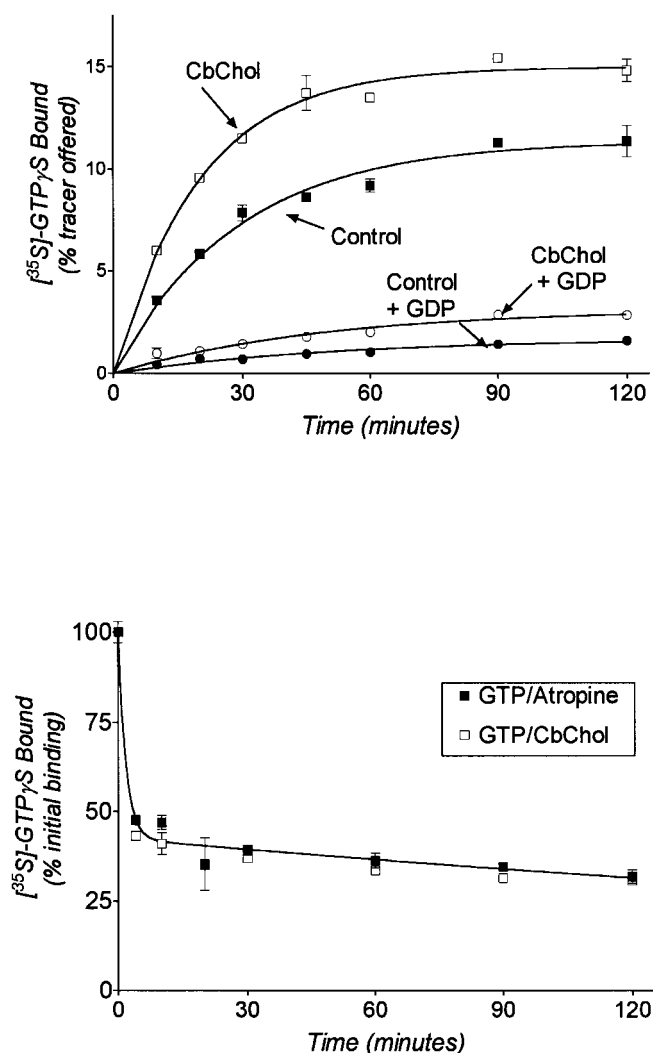 [³⁵S]-GTPγS Bound
(% tracer offered)
15
10
5
0
CbChol
Control
Control
+ GDP
CbChol
+ GDP
0 30 60 90 120
Time (minutes)
[³⁵S]-GTPγS Bound
(% initial binding)
100
75
50
25
0
GTP/Atropine
GTP/CbChol
0 30 60 90 120
Time (minutes)